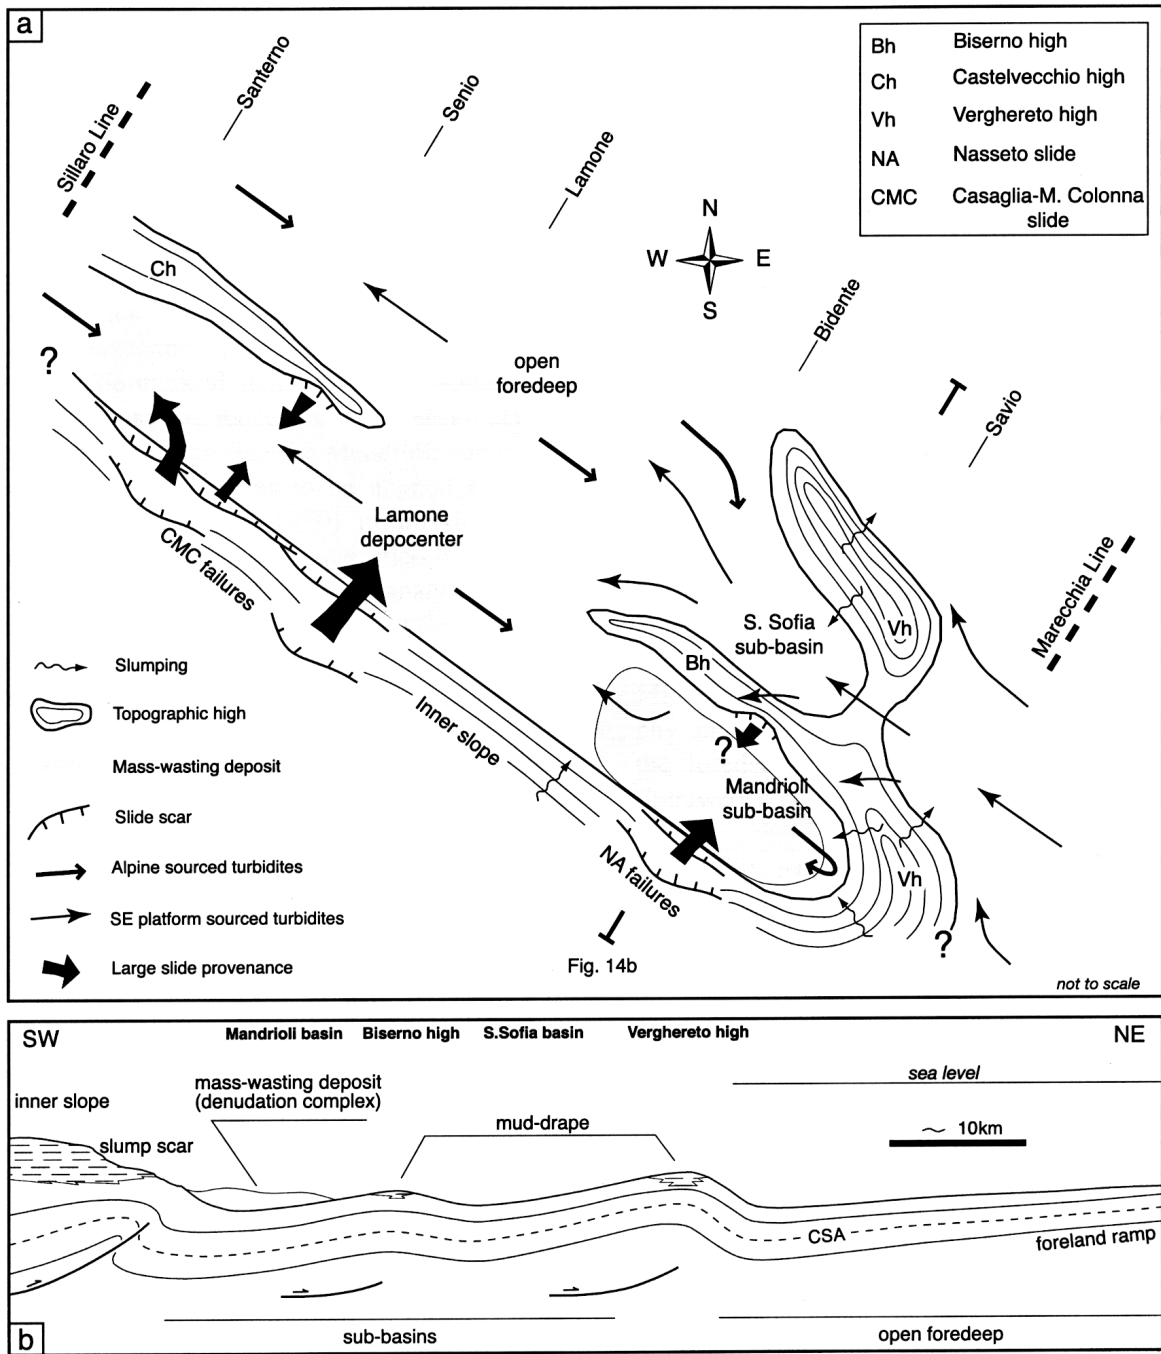 a
Bh Biserno high
Ch Castelvecchio high
Vh Verghereto high
NA Nasseto slide
CMC Casaglia-M. Colonna
slide
Sillaro Line
Santerno
Senio
Lamone
N
W E
S
Bidente
Savio
Marecchia Line
Ch
?
open
foredeep
Lamone
depocenter
CMC failures
Inner slope
S. Sofia
sub-basin
Vh
Bh
?
Mandrioli
sub-basin
NA failures
Vh
?
Fig. 14b
not to scale
Slumping
Topographic high
Mass-wasting deposit
Slide scar
Alpine sourced turbidites
SE platform sourced turbidites
Large slide provenance
SW
Mandrioli basin Biserno high S.Sofia basin Verghereto high
NE
sea level
inner slope
mass-wasting deposit
(denudation complex)
slump scar
mud-drape
~ 10km
CSA
foreland ramp
sub-basins
open foredeep
b